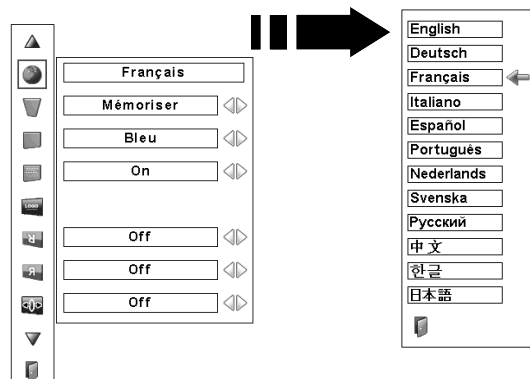 Français
Mémoriser
Bleu
On
LOGO
R
R
Off
Off
Off
English
Deutsch
Français
Italiano
Español
Português
Nederlands
Svenska
Русский
中文
한글
日本語